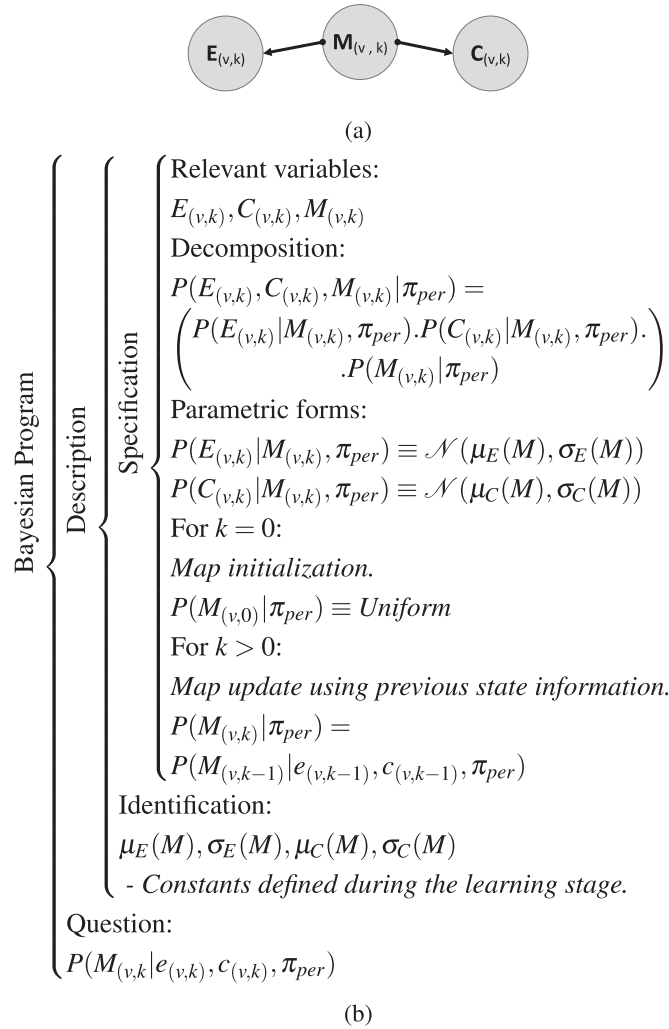 E(v,k) M(v , k) C(v,k)
(a)
Bayesian Program
Description
Specification
Relevant variables:
E(v,k), C(v,k), M(v,k)
Decomposition:
P(E(v,k), C(v,k), M(v,k)|πper) =
(P(E(v,k)|M(v,k), πper).P(C(v,k)|M(v,k), πper).
.P(M(v,k)|πper))
Parametric forms:
P(E(v,k)|M(v,k), πper) ≡ 𝒩(μE(M), σE(M))
P(C(v,k)|M(v,k), πper) ≡ 𝒩(μC(M), σC(M))
For k = 0:
Map initialization.
P(M(v,0)|πper) ≡ Uniform
For k > 0:
Map update using previous state information.
P(M(v,k)|πper) =
P(M(v,k−1)|e(v,k−1), c(v,k−1), πper)
Identification:
μE(M), σE(M), μC(M), σC(M)
- Constants defined during the learning stage.
Question:
P(M(v,k|e(v,k), c(v,k), πper)
(b)